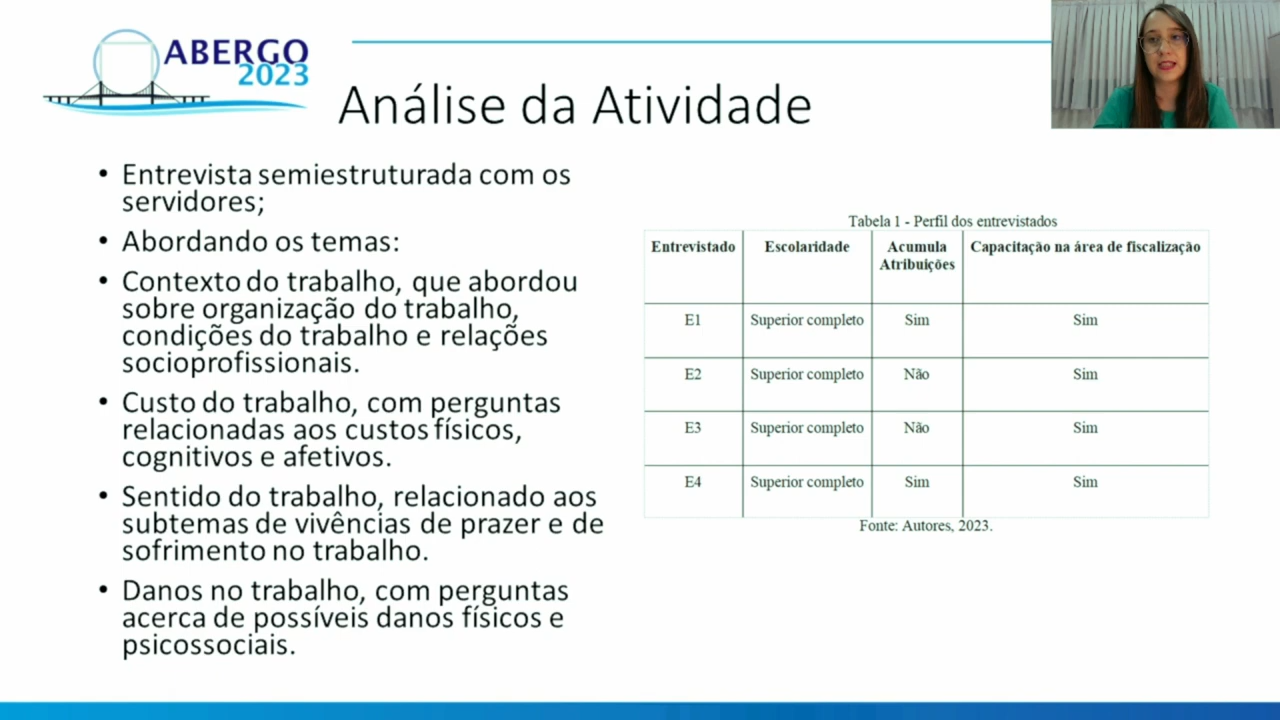 ABERGO
2023
Análise da Atividade
• Entrevista semiestruturada com os
servidores;
• Abordando os temas:
• Contexto do trabalho, que abordou
sobre organização do trabalho,
condições do trabalho e relações
socioprofissionais.
• Custo do trabalho, com perguntas
relacionadas aos custos físicos,
cognitivos e afetivos.
• Sentido do trabalho, relacionado aos
subtemas de vivências de prazer e de
sofrimento no trabalho.
• Danos no trabalho, com perguntas
acerca de possíveis danos físicos e
psicossociais.
Tabela 1 - Perfil dos entrevistados
Entrevistado Escolaridade Acumula Capacitação na área de fiscalização
Atribuições
E1 Superior completo Sim Sim
E2 Superior completo Não Sim
E3 Superior completo Não Sim
E4 Superior completo Sim Sim
Fonte: Autores, 2023.